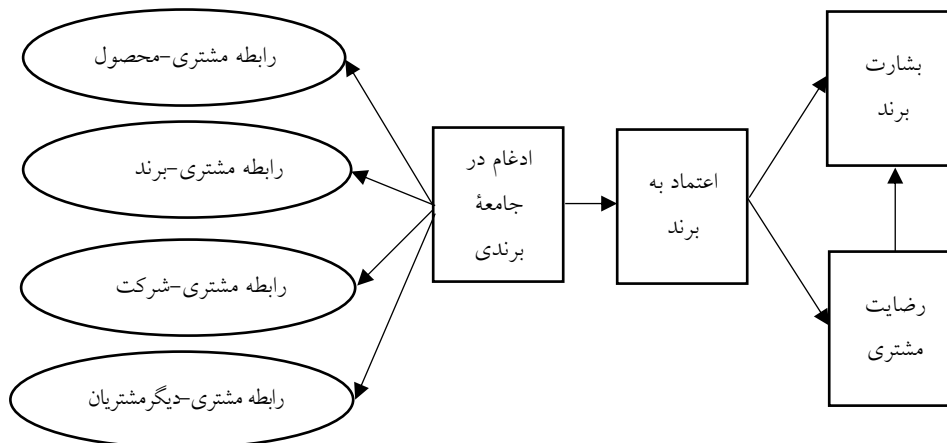 رابطه مشتری-محصول
رابطه مشتری-برند
رابطه مشتری-شرکت
رابطه مشتری-دیگرمشتریان
ادغام در
جامعهٔ
برندی
اعتماد به
برند
بشارت
برند
رضایت
مشتری